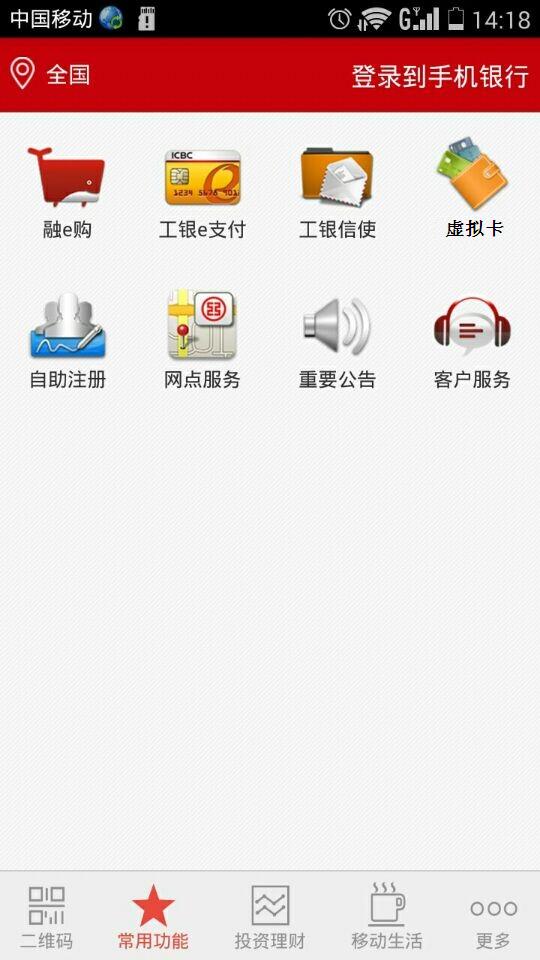 中国移动 G 14:18
全国 登录到手机银行
ICBC
1234 5678 901
融e购 工银e支付 工银信使 虚拟卡
自助注册 网点服务 重要公告 客户服务
二维码 常用功能 投资理财 移动生活 更多